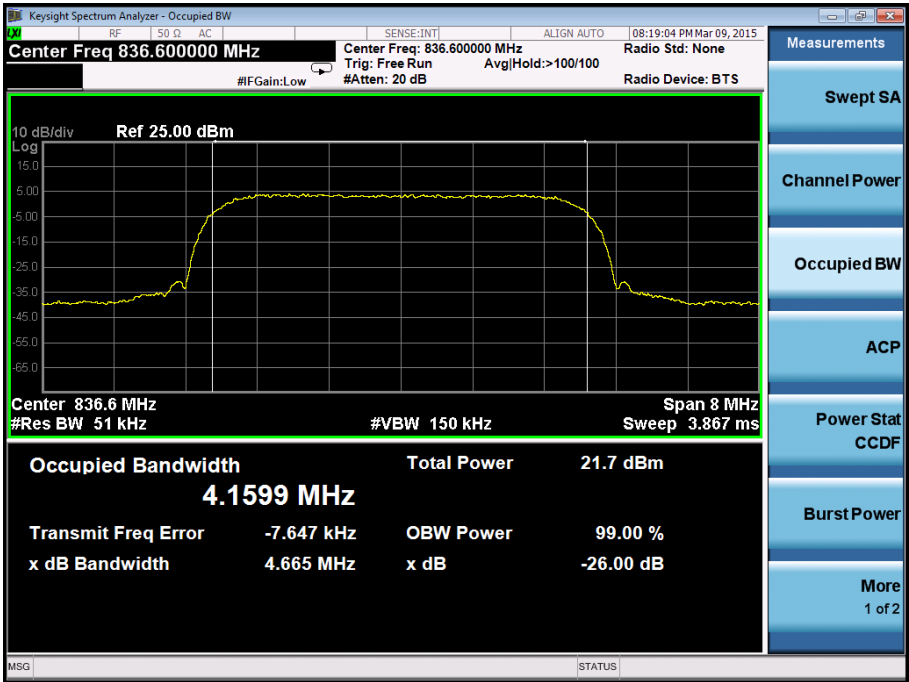 Keysight Spectrum Analyzer - Occupied BW
LXI RF 50 Ω AC SENSE:INT ALIGN AUTO 08:19:04 PM Mar 09, 2015
Center Freq 836.600000 MHz
Center Freq: 836.600000 MHz Radio Std: None
Trig: Free Run Avg|Hold:>100/100
#IFGain:Low #Atten: 20 dB Radio Device: BTS
10 dB/div Ref 25.00 dBm
Log
15.0
5.00
-5.00
-15.0
-25.0
-35.0
-45.0
-55.0
-65.0
Center 836.6 MHz Span 8 MHz
#Res BW 51 kHz #VBW 150 kHz Sweep 3.867 ms
Occupied Bandwidth Total Power 21.7 dBm
4.1599 MHz
Transmit Freq Error -7.647 kHz OBW Power 99.00 %
x dB Bandwidth 4.665 MHz x dB -26.00 dB
MSG STATUS
Measurements
Swept SA
Channel Power
Occupied BW
ACP
Power Stat
CCDF
Burst Power
More
1 of 2